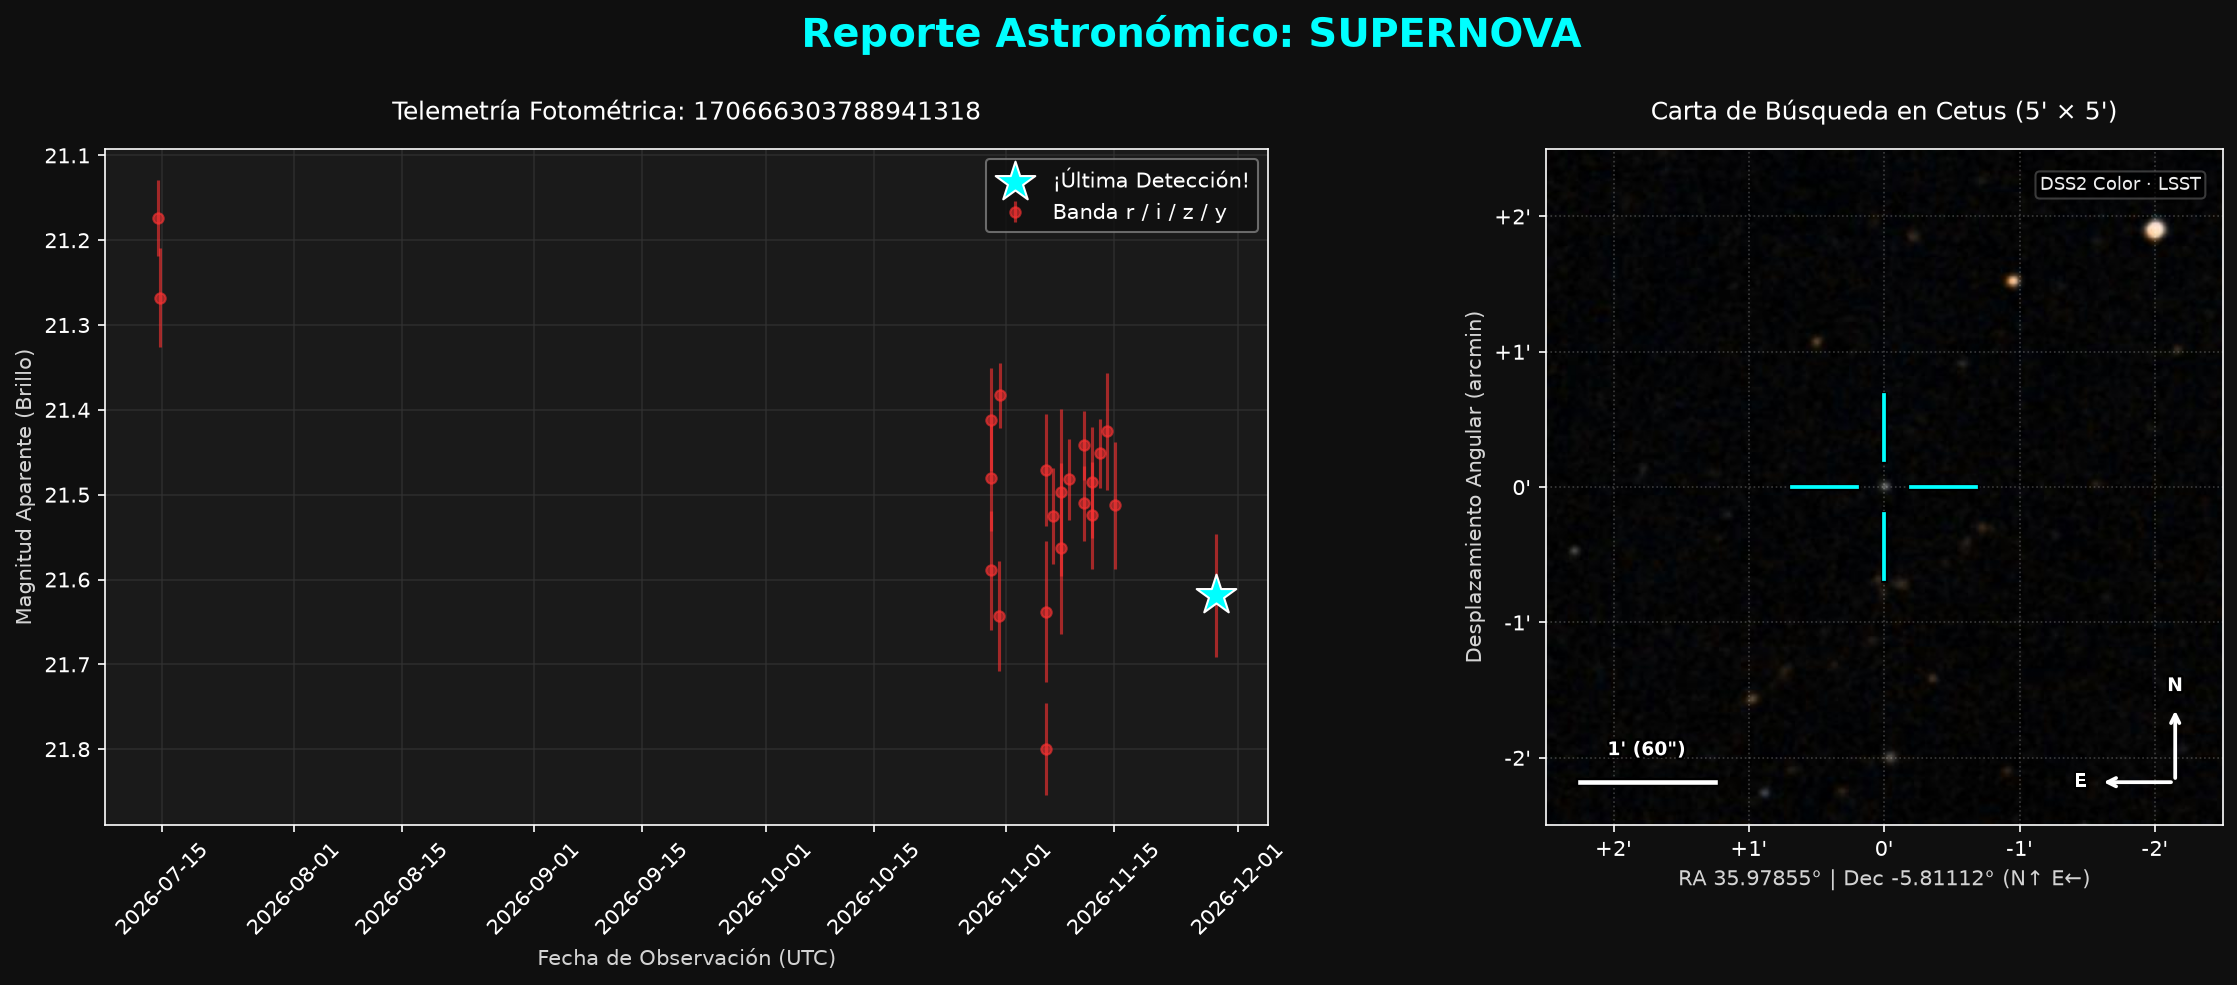 Reporte Astronómico: SUPERNOVA
Telemetría Fotométrica: 170666303788941318
Magnitud Aparente (Brillo)
21.1
21.2
21.3
21.4
21.5
21.6
21.7
21.8
¡Última Detección!
Banda r / i / z / y
2026-07-15
2026-08-01
2026-08-15
2026-09-01
2026-09-15
2026-10-01
2026-10-15
2026-11-01
2026-11-15
2026-12-01
Fecha de Observación (UTC)
Carta de Búsqueda en Cetus (5' × 5')
Desplazamiento Angular (arcmin)
+2'
+1'
0'
-1'
-2'
DSS2 Color · LSST
N
E
1' (60")
+2'
+1'
0'
-1'
-2'
RA 35.97855° | Dec -5.81112° (N↑ E←)